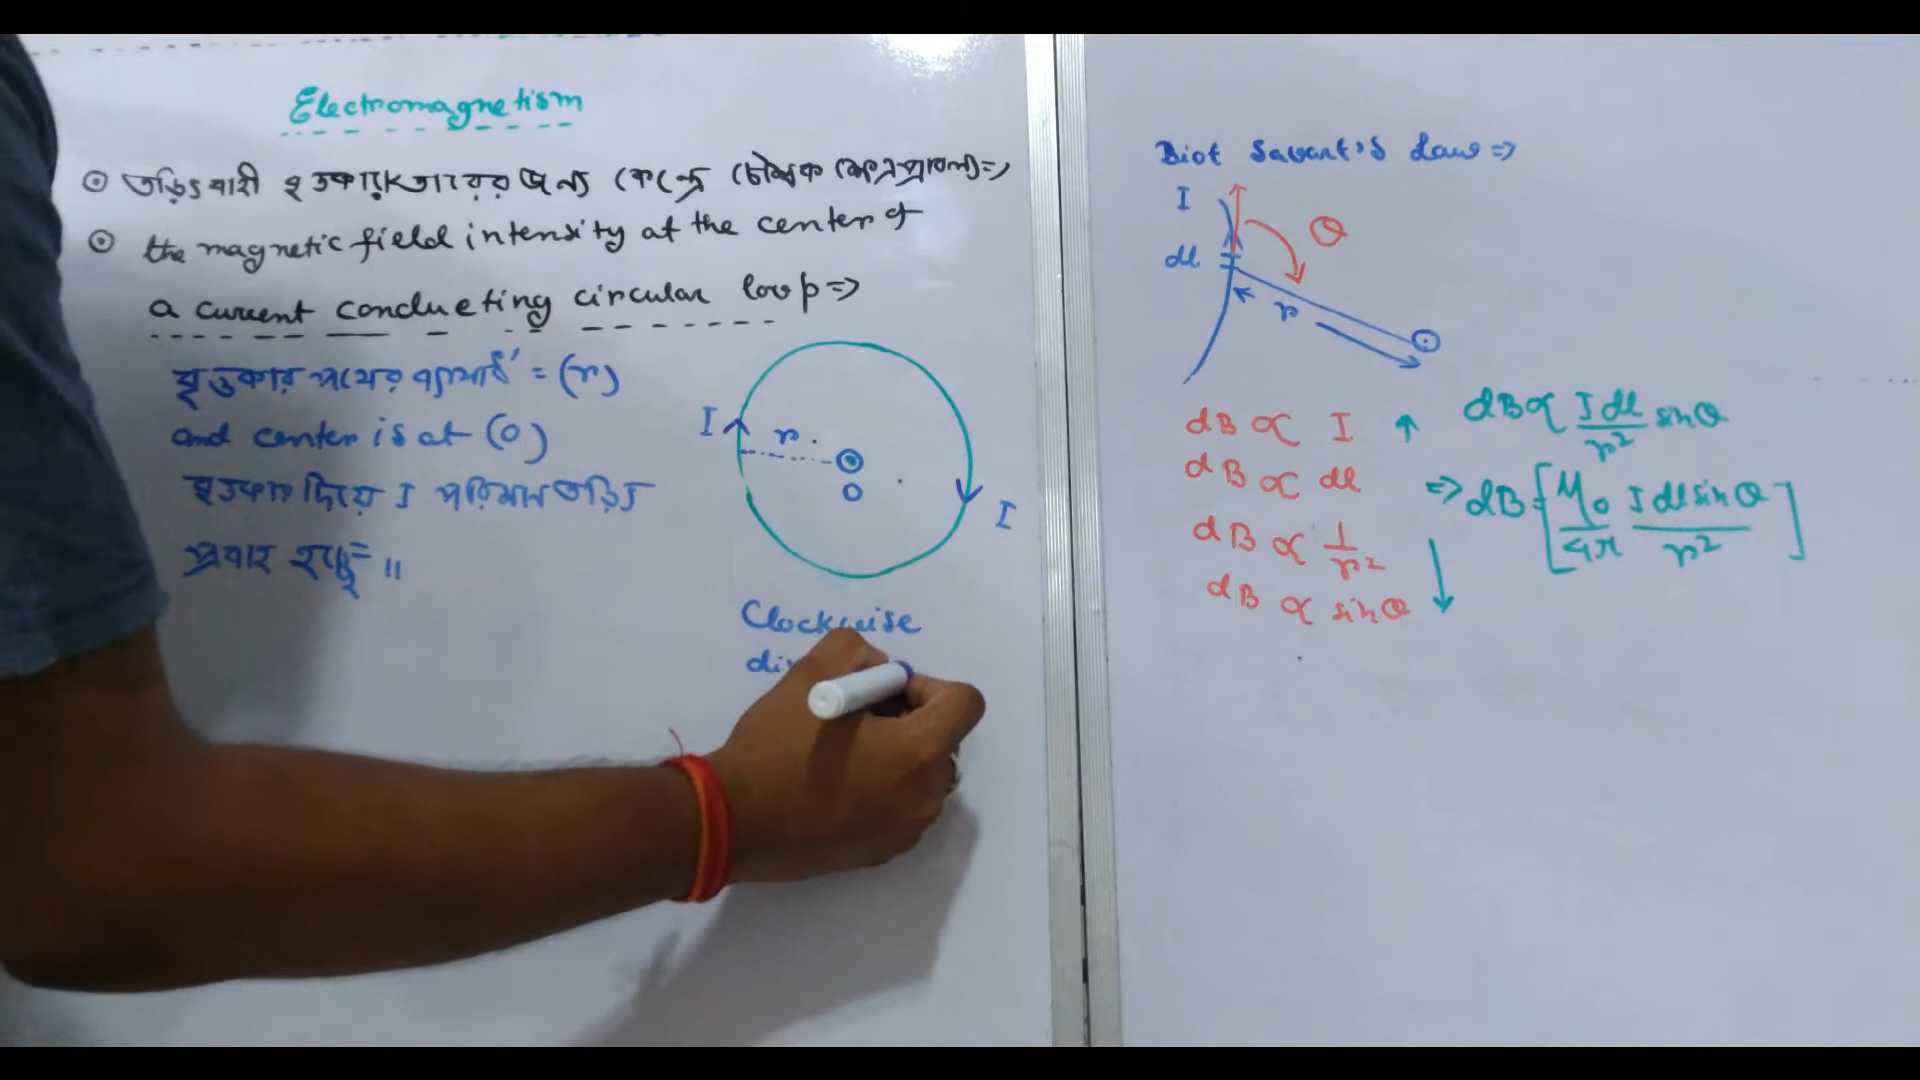 Electromagnetism
⊙ তড়িৎবাহী বৃত্তাকার তারের জন্য কেন্দ্রে চৌম্বক ক্ষেত্রপ্রাবল্য ⇒
⊙ the magnetic field intensity at the center of
a current conducting circular loop ⇒
বৃত্তাকার পথের ব্যাসার্ধ = (r)
and center is at (O)
বৃত্তাকার দিয়ে I পরিমান তড়িৎ
প্রবাহ হচ্ছে = ।।
I
r
O
I
Clockwise
di
Biot Savart's Law ⇒
I
θ
dl
r
dB ∝ I ↑
dB ∝ dl
dB ∝ 1/r²
dB ∝ sinθ
dB ∝ I dl/r² sinθ
⇒ dB = [μ₀/4π I dl sinθ/r²]